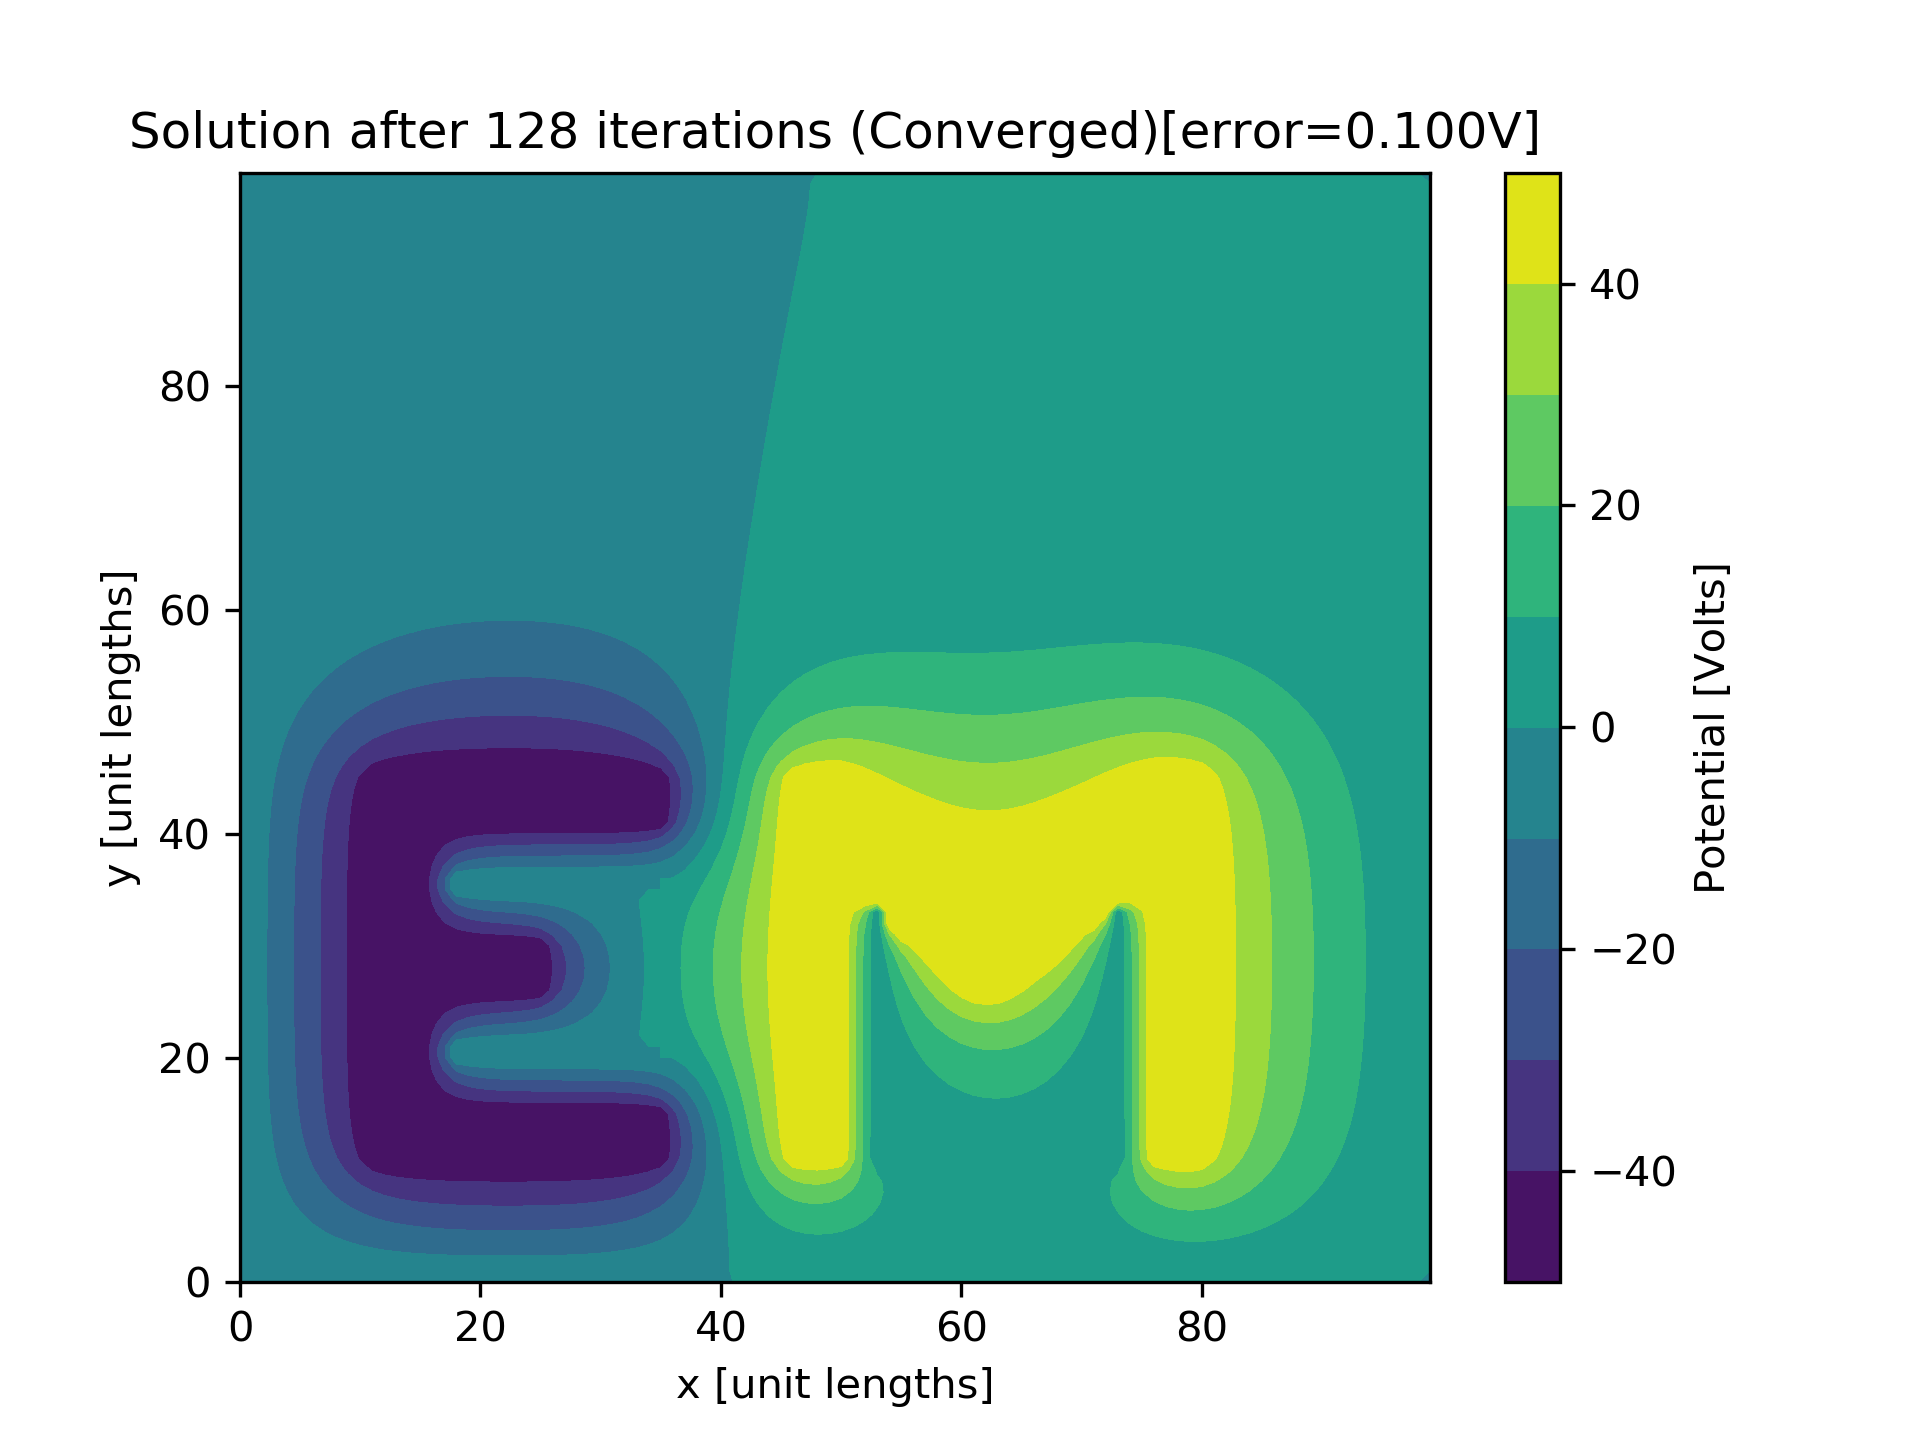 Solution after 128 iterations (Converged)[error=0.100V]
80
60
40
20
0
0 20 40 60 80
x [unit lengths]
y [unit lengths]
40
20
0
−20
−40
Potential [Volts]
EM